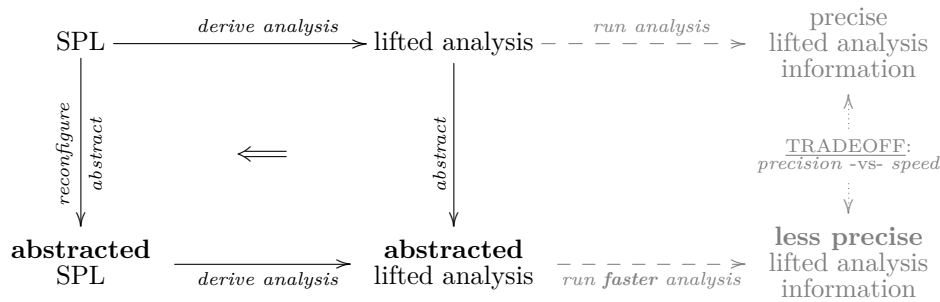 SPL
derive analysis
lifted analysis
run analysis
precise
lifted analysis
information
reconfigure
abstract
abstract
TRADEOFF:
precision -vs- speed
abstracted
SPL
derive analysis
abstracted
lifted analysis
run faster analysis
less precise
lifted analysis
information